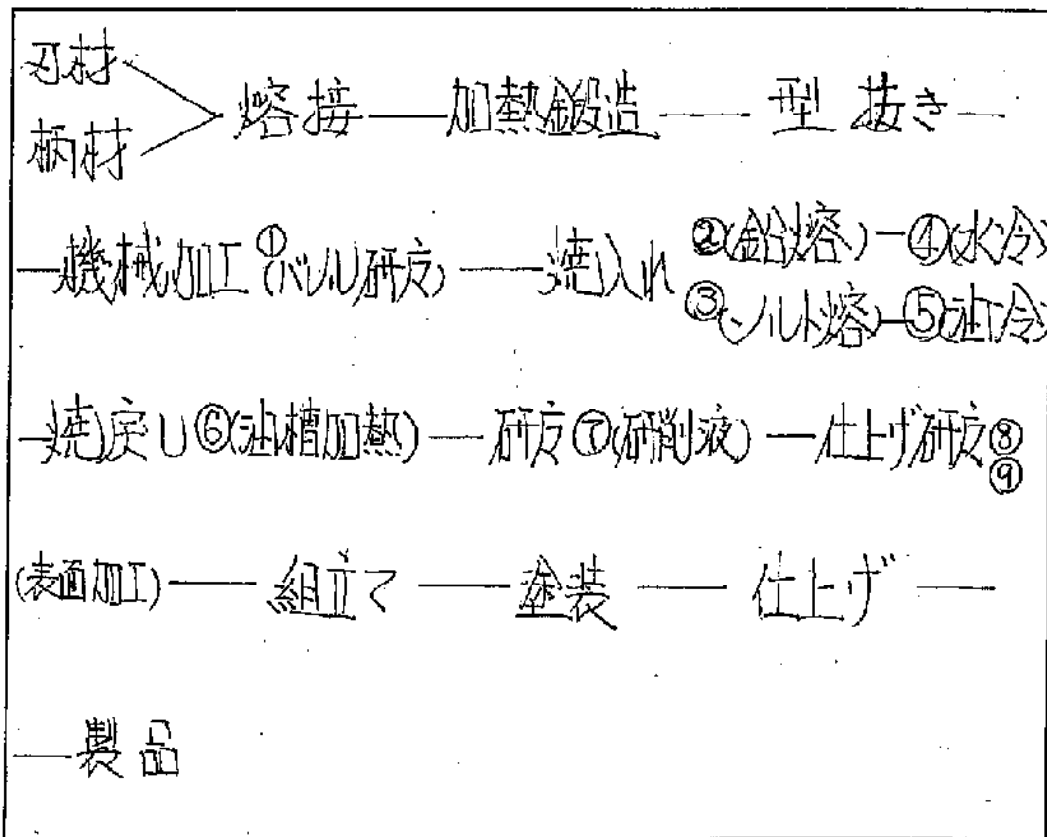 刃材
柄材
熔接 — 加熱鍛造 — 型抜き —
— 機械加工①(バレル研磨) — 焼入れ ②(鉛熔) — ④(水冷)
③(ソルト熔) — ⑤(油冷)
— 焼戻し⑥(油槽加熱) — 研磨⑦(研削液) — 仕上げ研磨⑧
⑨
(表面加工) — 組立て — 塗装 — 仕上げ —
— 製品